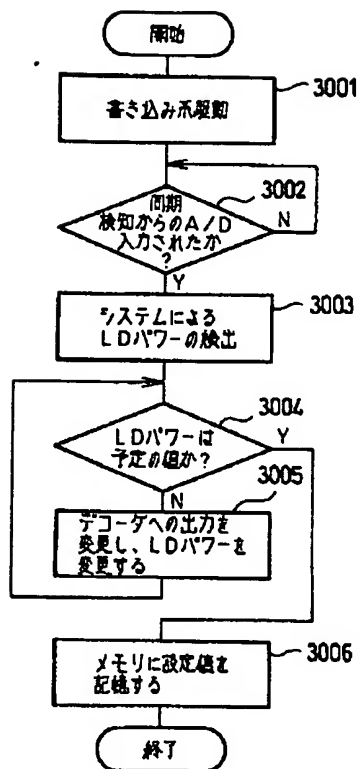 開始
書き込み爪駆動
3001
同期
検知からのA/D
入力されたか
?
3002
N
Y
システムによる
LDパワーの検出
3003
LDパワーは
予定の値か?
3004
Y
N
3005
デコーダへの出力を
変更し、LDパワーを
変更する
メモリに設定値を
記憶する
3006
終了